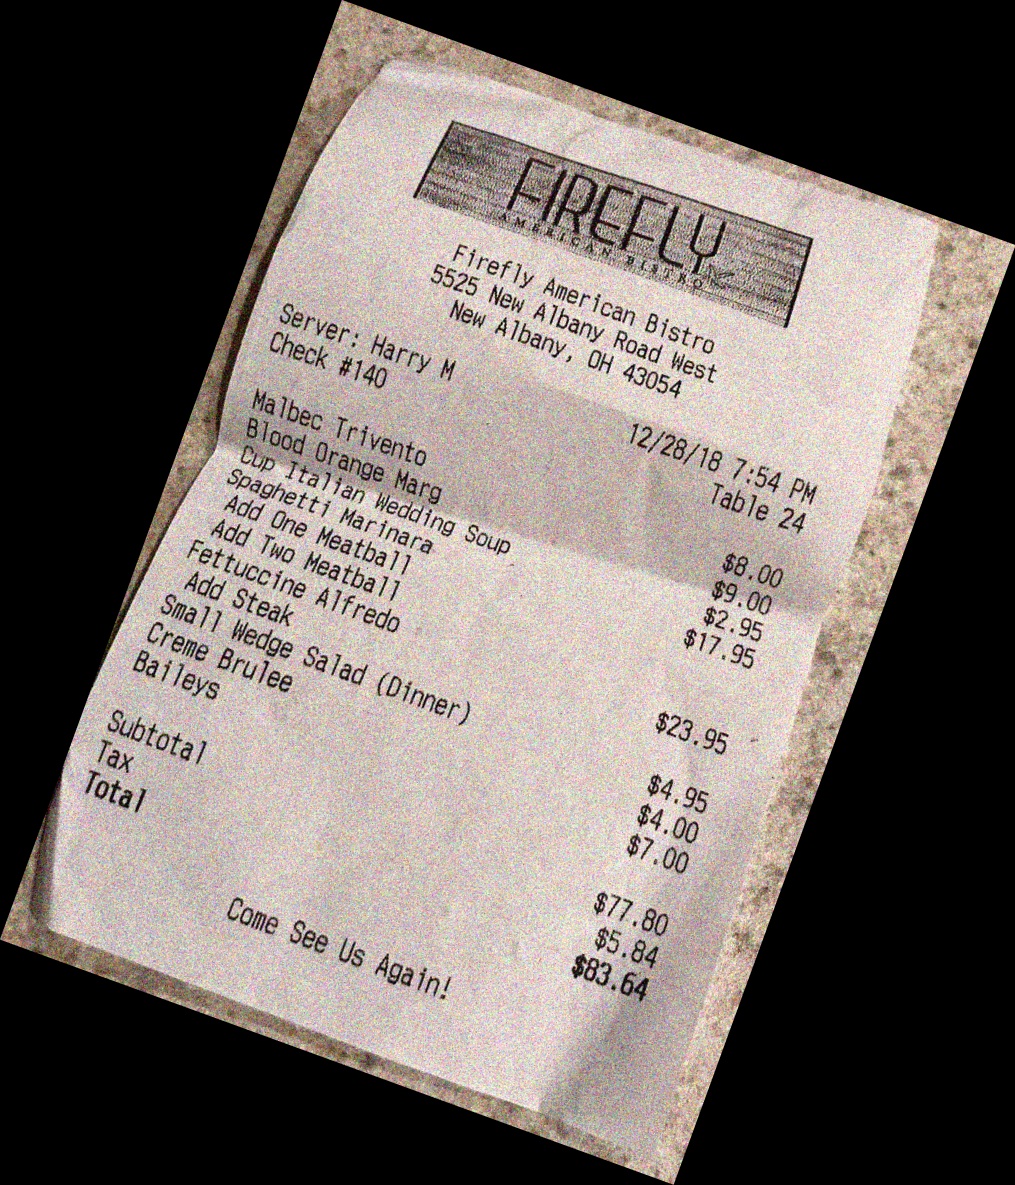 FIREFLY
AMERICAN BISTRO
Firefly American Bistro
5525 New Albany Road West
New Albany, OH 43054
Server: Harry M 12/28/18 7:54 PM
Check #140 Table 24
Malbec Trivento $8.00
Blood Orange Marg $9.00
Cup Italian Wedding Soup $2.95
Spaghetti Marinara $17.95
Add One Meatball
Add Two Meatball
Fettuccine Alfredo $23.95
Add Steak
Small Wedge Salad (Dinner) $4.95
Creme Brulee $4.00
Baileys $7.00
Subtotal $77.80
Tax $5.84
Total $83.64
Come See Us Again!